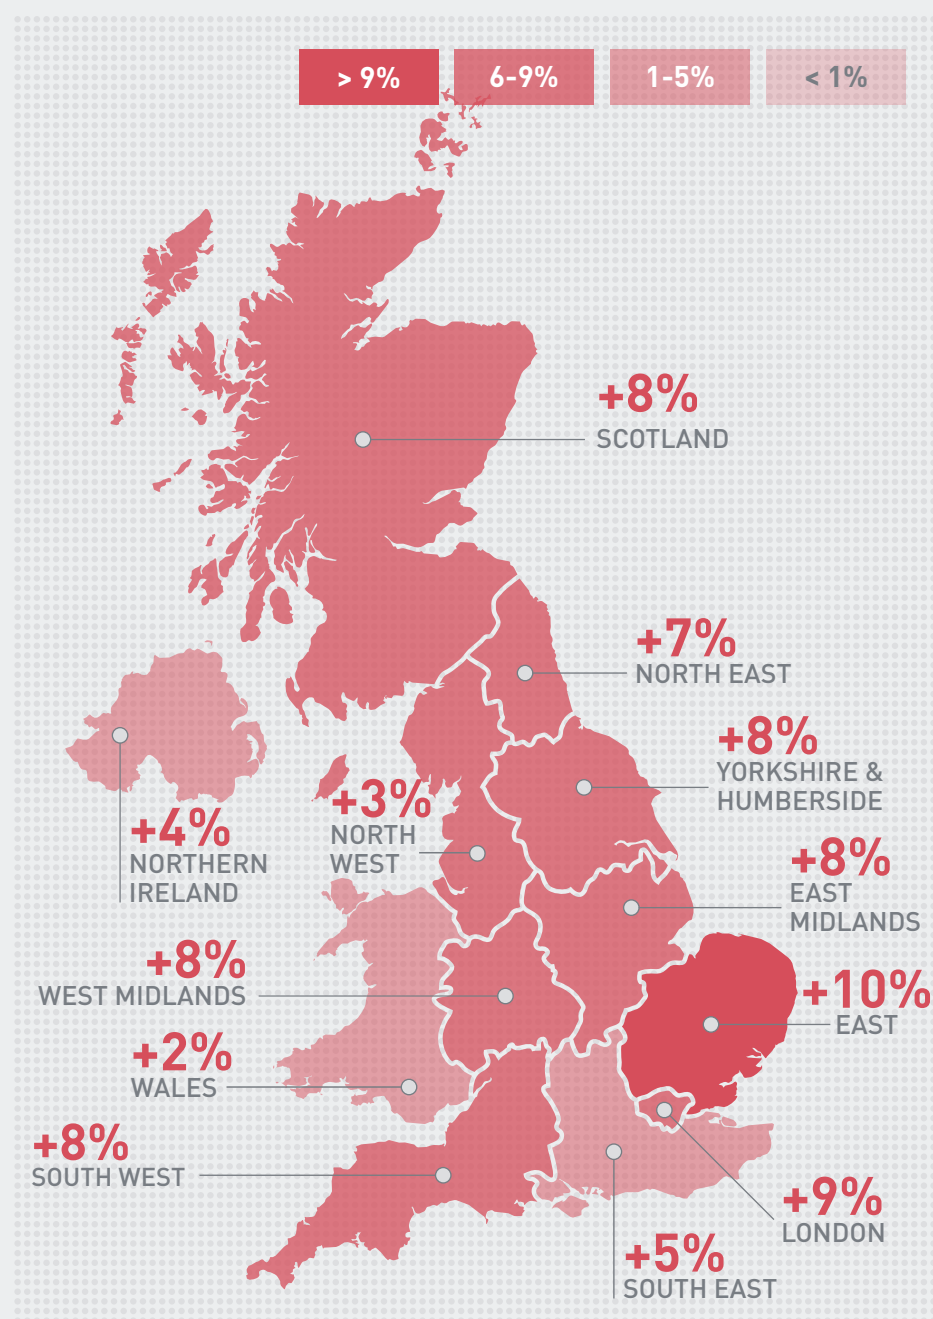 > 9%
6-9%
1-5%
< 1%
+8%
SCOTLAND
+7%
NORTH EAST
+8%
YORKSHIRE &
HUMBERSIDE
+3%
NORTH
WEST
+4%
NORTHERN
IRELAND
+8%
EAST
MIDLANDS
+8%
WEST MIDLANDS
+10%
EAST
+2%
WALES
+8%
SOUTH WEST
+9%
LONDON
+5%
SOUTH EAST